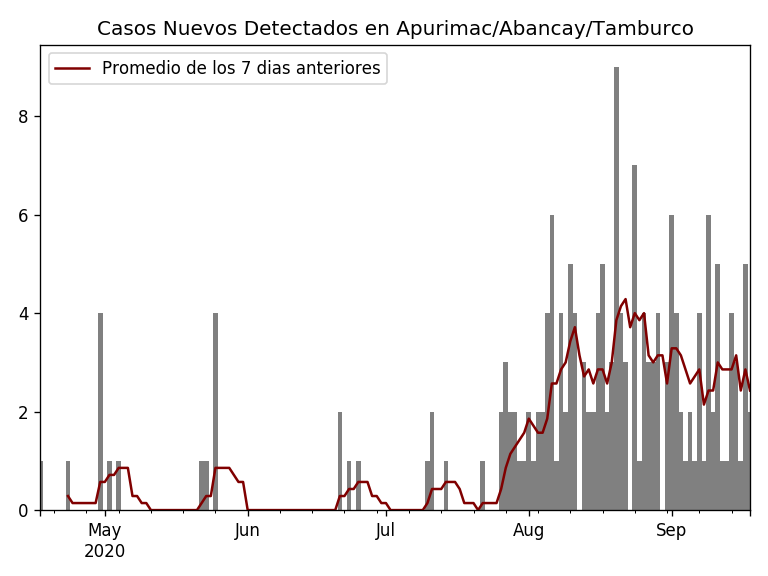 Casos Nuevos Detectados en Apurimac/Abancay/Tamburco
Promedio de los 7 dias anteriores
8
6
4
2
0
May Jun Jul Aug Sep
2020